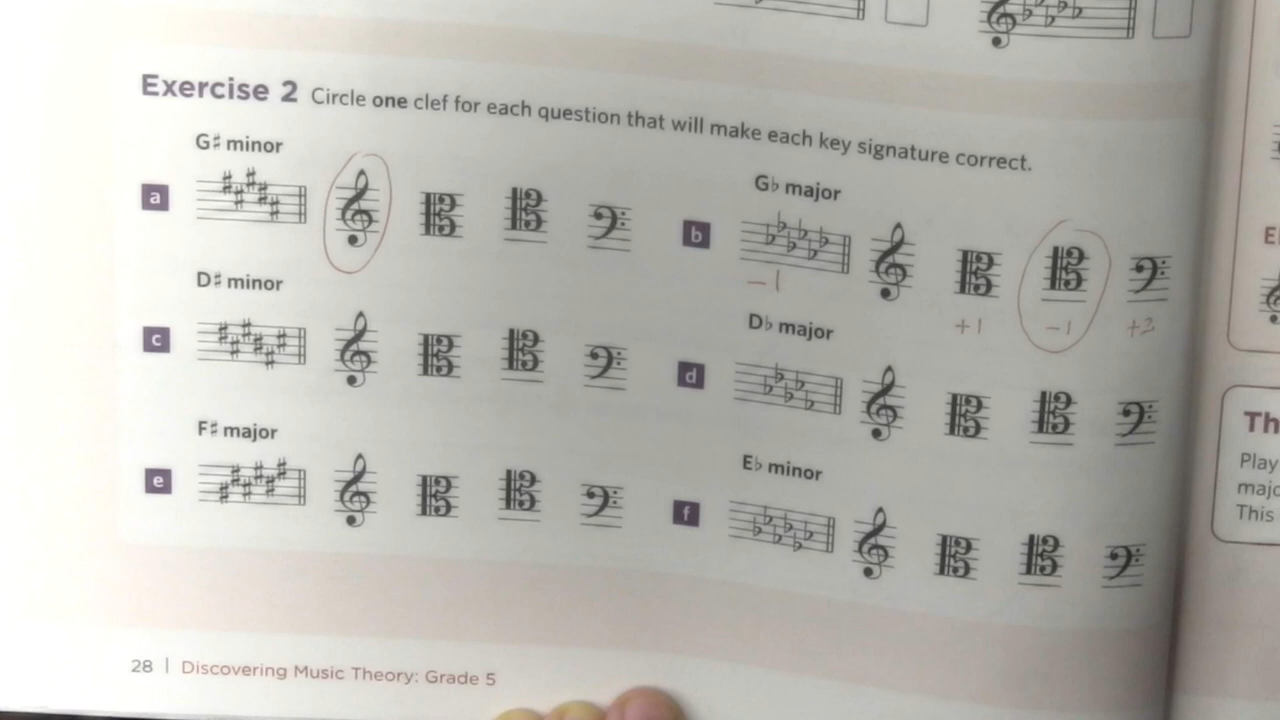 Exercise 2 Circle one clef for each question that will make each key signature correct.
G♯ minor
a
G♭ major
b
−1
+1
−1
D♯ minor
c
D♭ major
d
F♯ major
e
E♭ minor
f
28 | Discovering Music Theory: Grade 5
Th
Play
majo
This